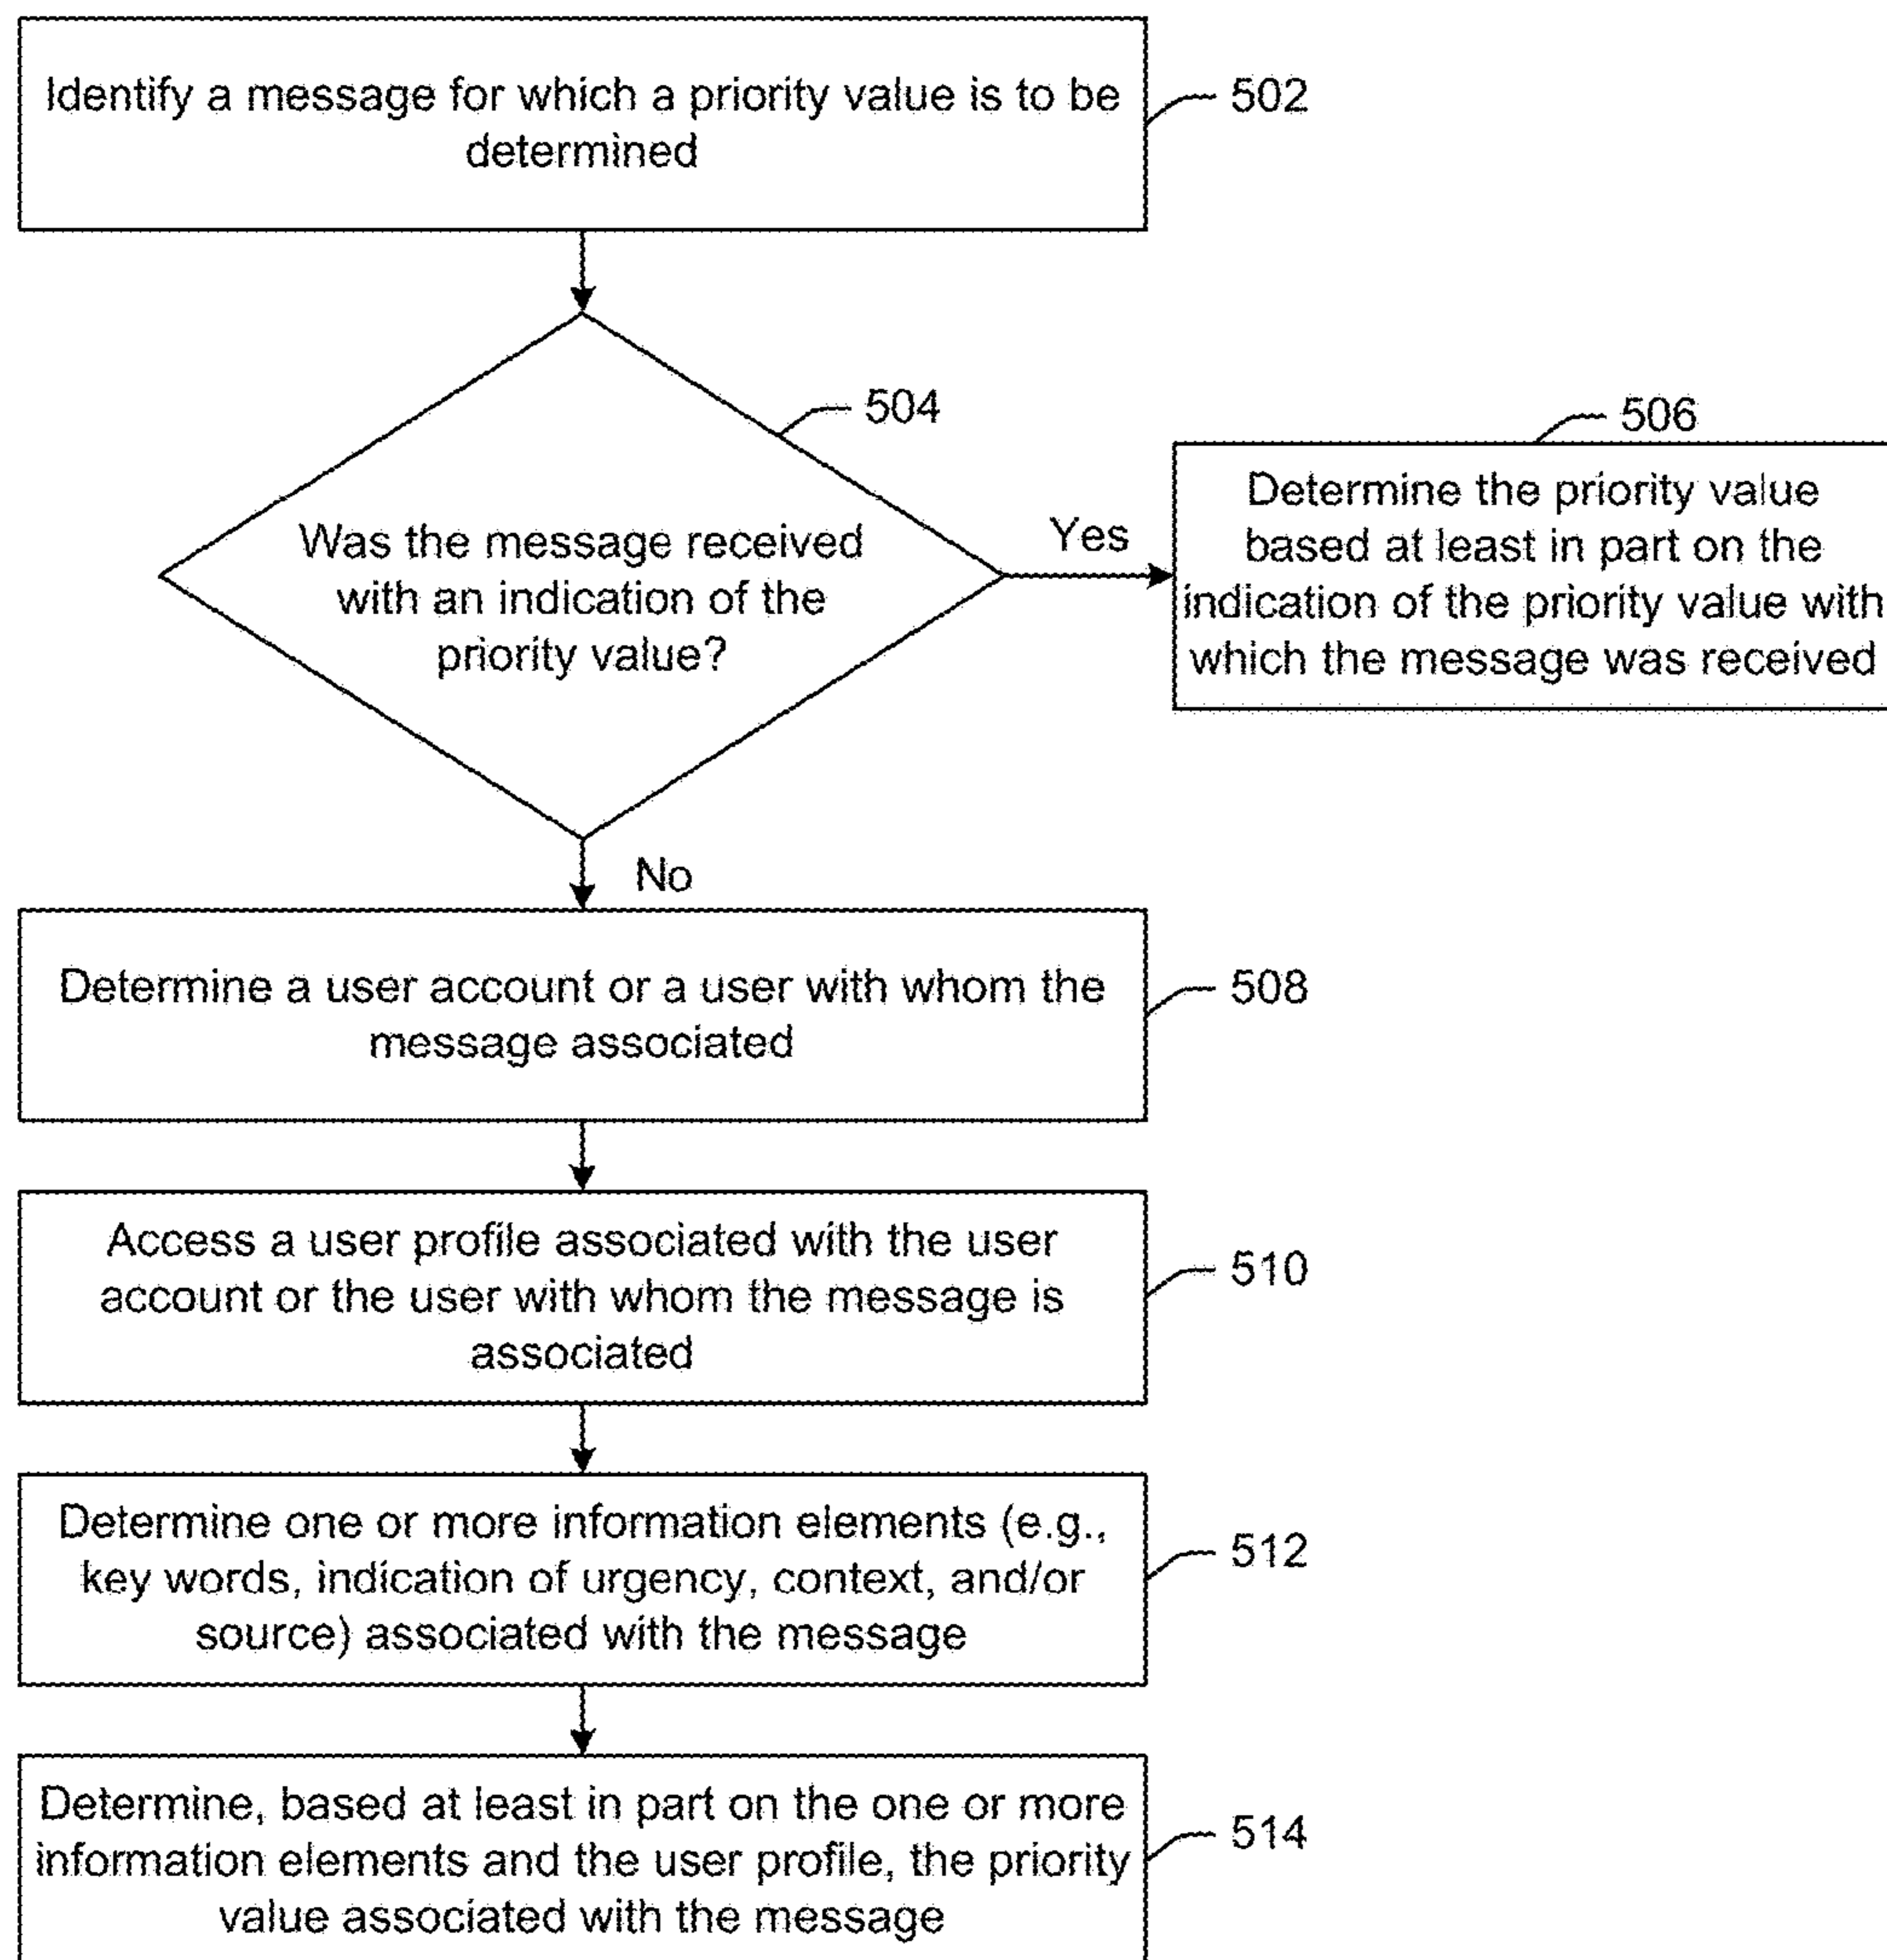 Identify a message for which a priority value is to be
determined
502
504
Was the message received
with an indication of the
priority value?
Yes
506
Determine the priority value
based at least in part on the
indication of the priority value with
which the message was received
No
Determine a user account or a user with whom the
message associated
508
Access a user profile associated with the user
account or the user with whom the message is
associated
510
Determine one or more information elements (e.g.,
key words, indication of urgency, context, and/or
source) associated with the message
512
Determine, based at least in part on the one or more
information elements and the user profile, the priority
value associated with the message
514